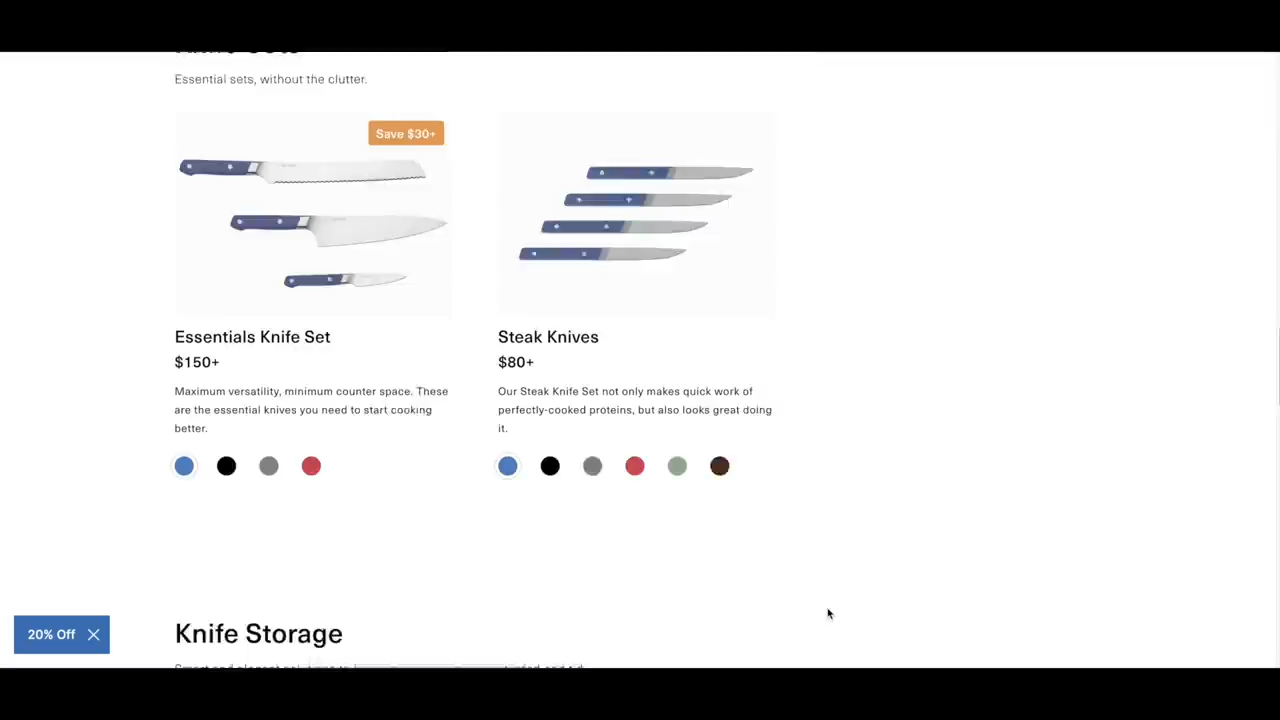 Essential sets, without the clutter.
Save $30+
Essentials Knife Set
$150+
Maximum versatility, minimum counter space. These
are the essential knives you need to start cooking
better.
Steak Knives
$80+
Our Steak Knife Set not only makes quick work of
perfectly-cooked proteins, but also looks great doing
it.
20% Off
Knife Storage